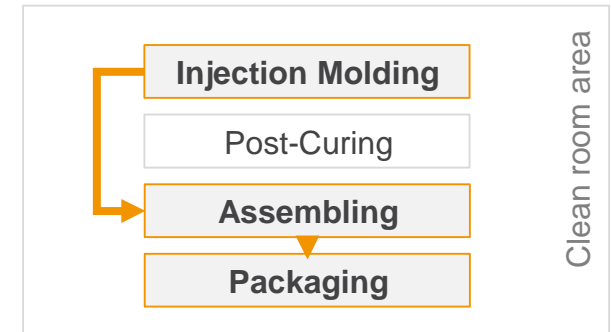 Injection Molding
Post-Curing
Assembling
Packaging
Clean room area